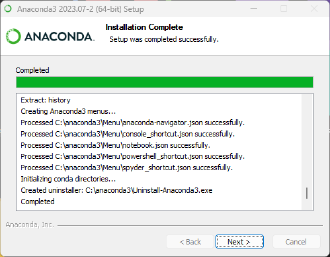 Anaconda3 2023.07-2 (64-bit) Setup
ANACONDA.
Installation Complete
Setup was completed successfully.
Completed
Extract: history
Creating Anaconda3 menus...
Processed C:\anaconda3\Menu\anaconda-navigator.json successfully.
Processed C:\anaconda3\Menu\console_shortcut.json successfully.
Processed C:\anaconda3\Menu\notebook.json successfully.
Processed C:\anaconda3\Menu\powershell_shortcut.json successfully.
Processed C:\anaconda3\Menu\spyder_shortcut.json successfully.
Initializing conda directories...
Created uninstaller: C:\anaconda3\Uninstall-Anaconda3.exe
Completed
Anaconda, Inc.
< Back
Next >
Cancel